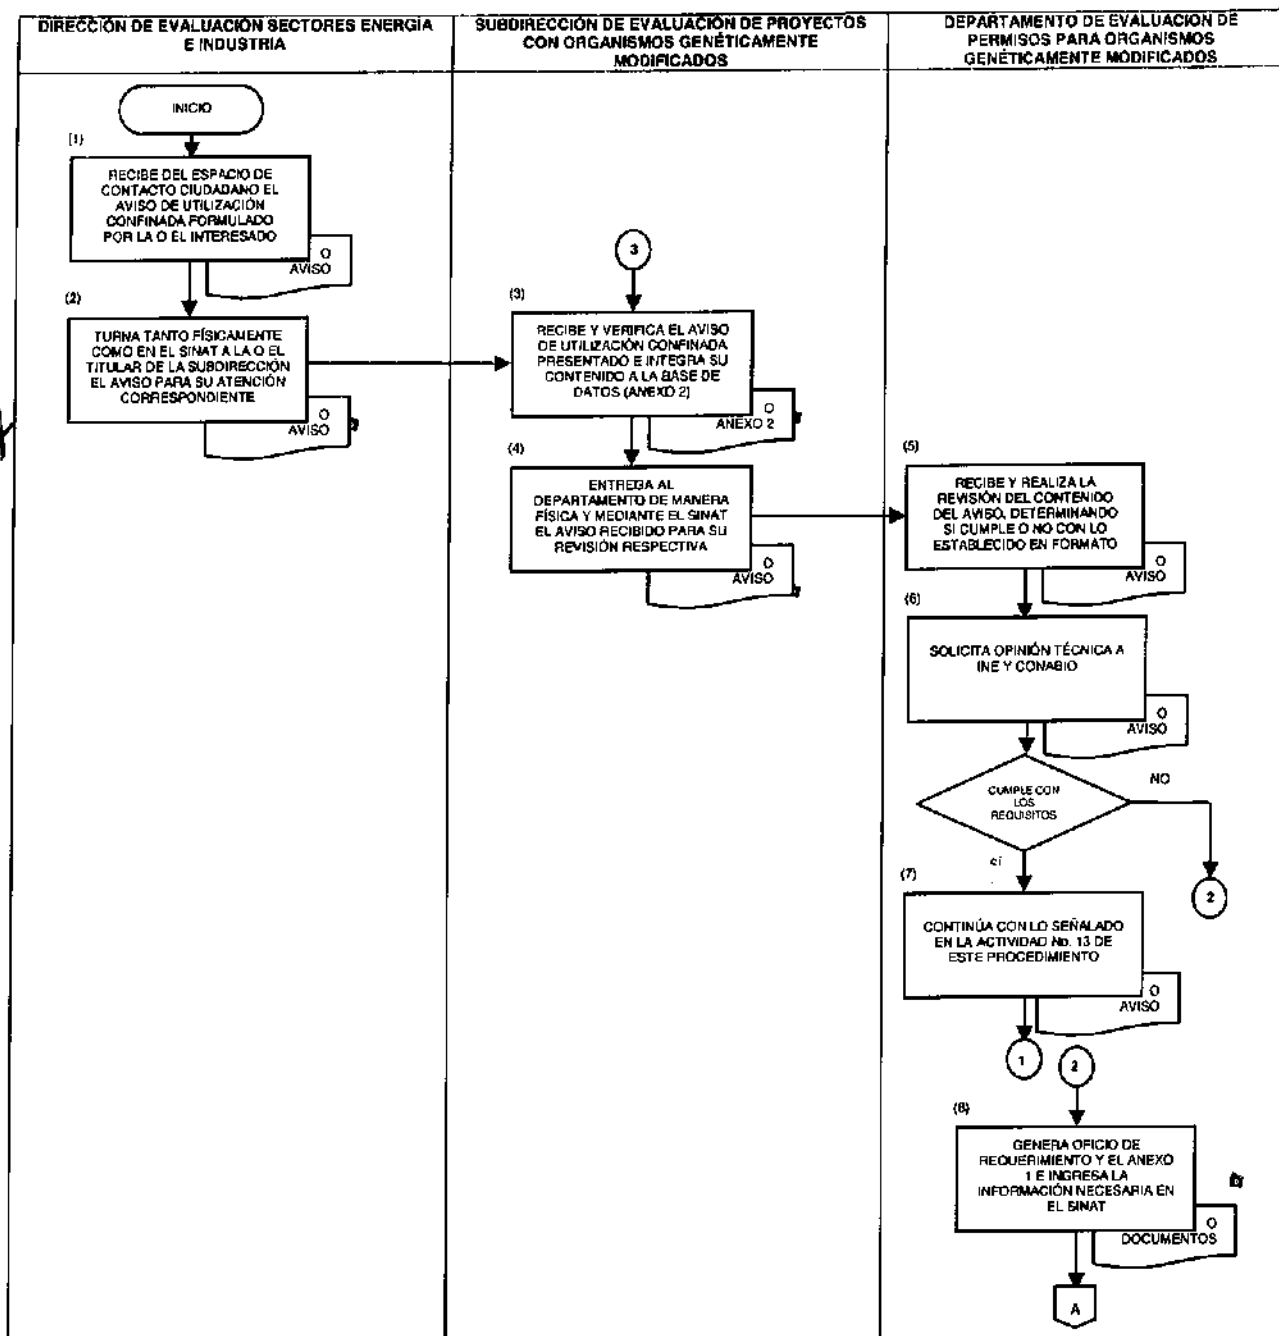 DIRECCIÓN DE EVALUACIÓN SECTORES ENERGÍA
E INDUSTRIA
SUBDIRECCIÓN DE EVALUACIÓN DE PROYECTOS
CON ORGANISMOS GENÉTICAMENTE
MODIFICADOS
DEPARTAMENTO DE EVALUACIÓN DE
PERMISOS PARA ORGANISMOS
GENÉTICAMENTE MODIFICADOS
INICIO
(1)
RECIBE DEL ESPACIO DE
CONTACTO CIUDADANO EL
AVISO DE UTILIZACIÓN
CONFINADA FORMULADO
POR LA O EL INTERESADO
O
AVISO
(2)
TURNA TANTO FÍSICAMENTE
COMO EN EL SINAT A LA O EL
TITULAR DE LA SUBDIRECCIÓN
EL AVISO PARA SU ATENCIÓN
CORRESPONDIENTE
O
AVISO
3
(3)
RECIBE Y VERIFICA EL AVISO
DE UTILIZACIÓN CONFINADA
PRESENTADO E INTEGRA SU
CONTENIDO A LA BASE DE
DATOS (ANEXO 2)
O
ANEXO 2
(4)
ENTREGA AL
DEPARTAMENTO DE MANERA
FÍSICA Y MEDIANTE EL SINAT
EL AVISO RECIBIDO PARA SU
REVISIÓN RESPECTIVA
O
AVISO
(5)
RECIBE Y REALIZA LA
REVISIÓN DEL CONTENIDO
DEL AVISO, DETERMINANDO
SI CUMPLE O NO CON LO
ESTABLECIDO EN FORMATO
O
AVISO
(6)
SOLICITA OPINIÓN TÉCNICA A
INE Y CONABIO
O
AVISO
CUMPLE CON
LOS
REQUISITOS
NO
2
(7)
CONTINÚA CON LO SEÑALADO
EN LA ACTIVIDAD No. 13 DE
ESTE PROCEDIMIENTO
O
AVISO
1
2
(8)
GENERA OFICIO DE
REQUERIMIENTO Y EL ANEXO
1 E INGRESA LA
INFORMACIÓN NECESARIA EN
EL SINAT
O
DOCUMENTOS
A